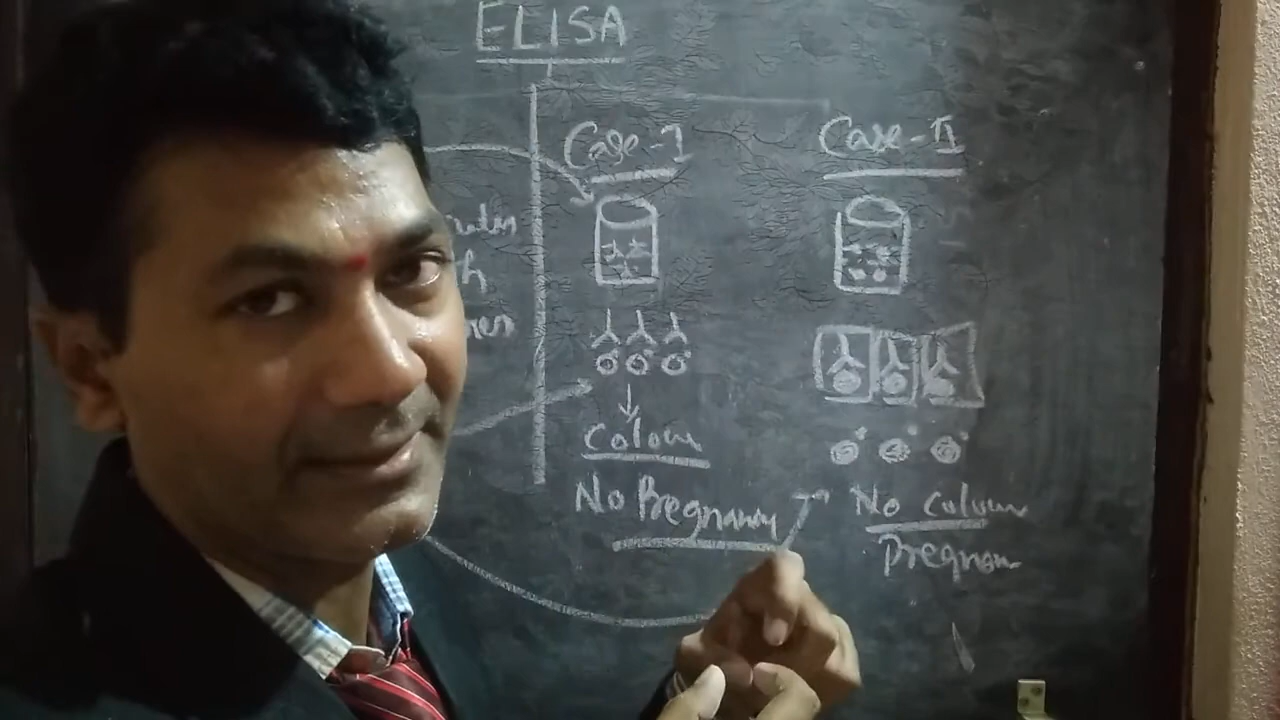 ELISA
Case-I
Case-II
Colour
No Pregnancy
No Colour
Pregnan